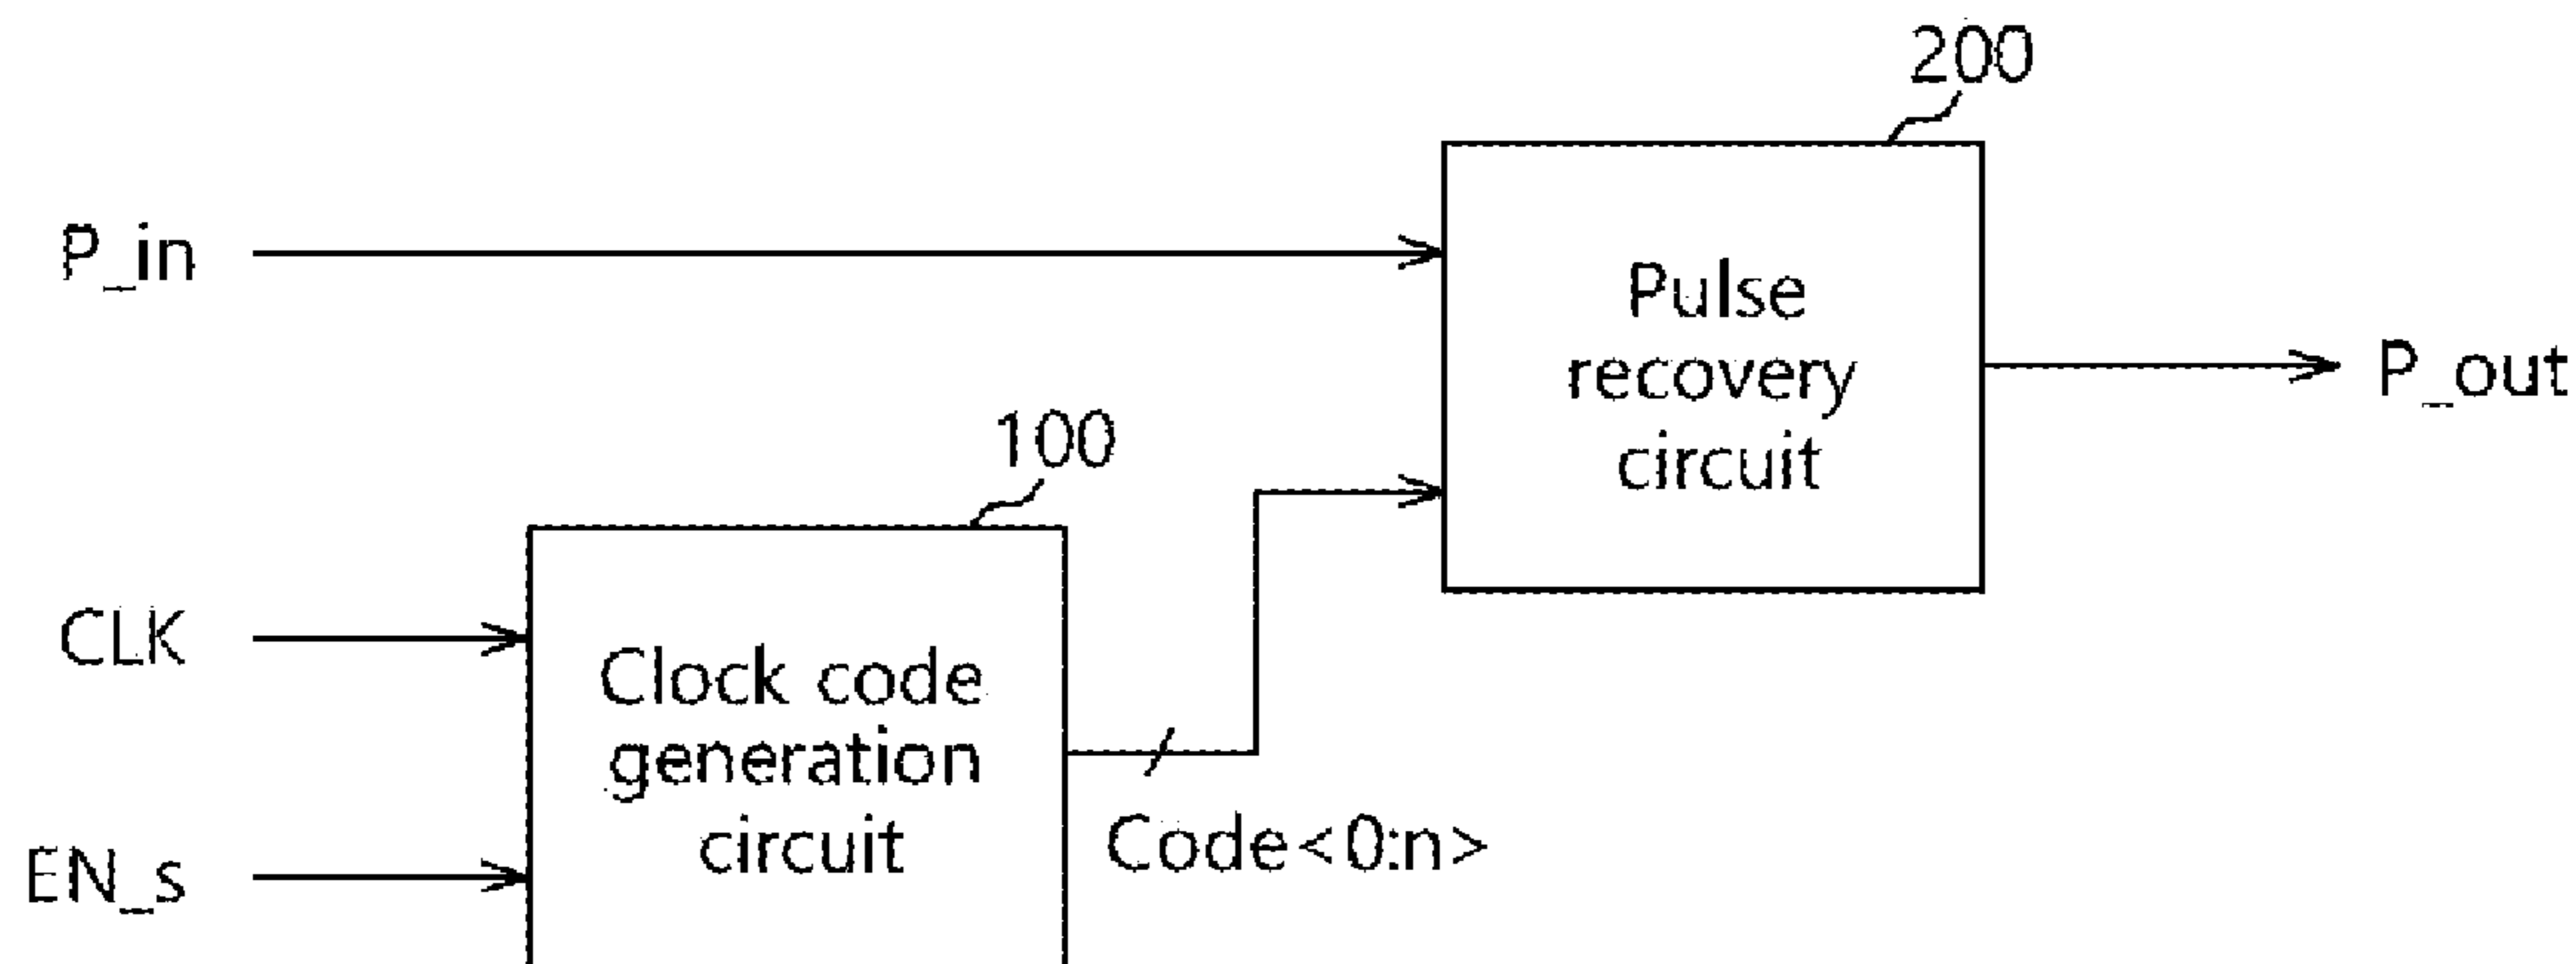 200
P_in
Pulse
recovery
circuit
P_out
100
CLK
Clock code
generation
circuit
Code<0:n>
EN_s